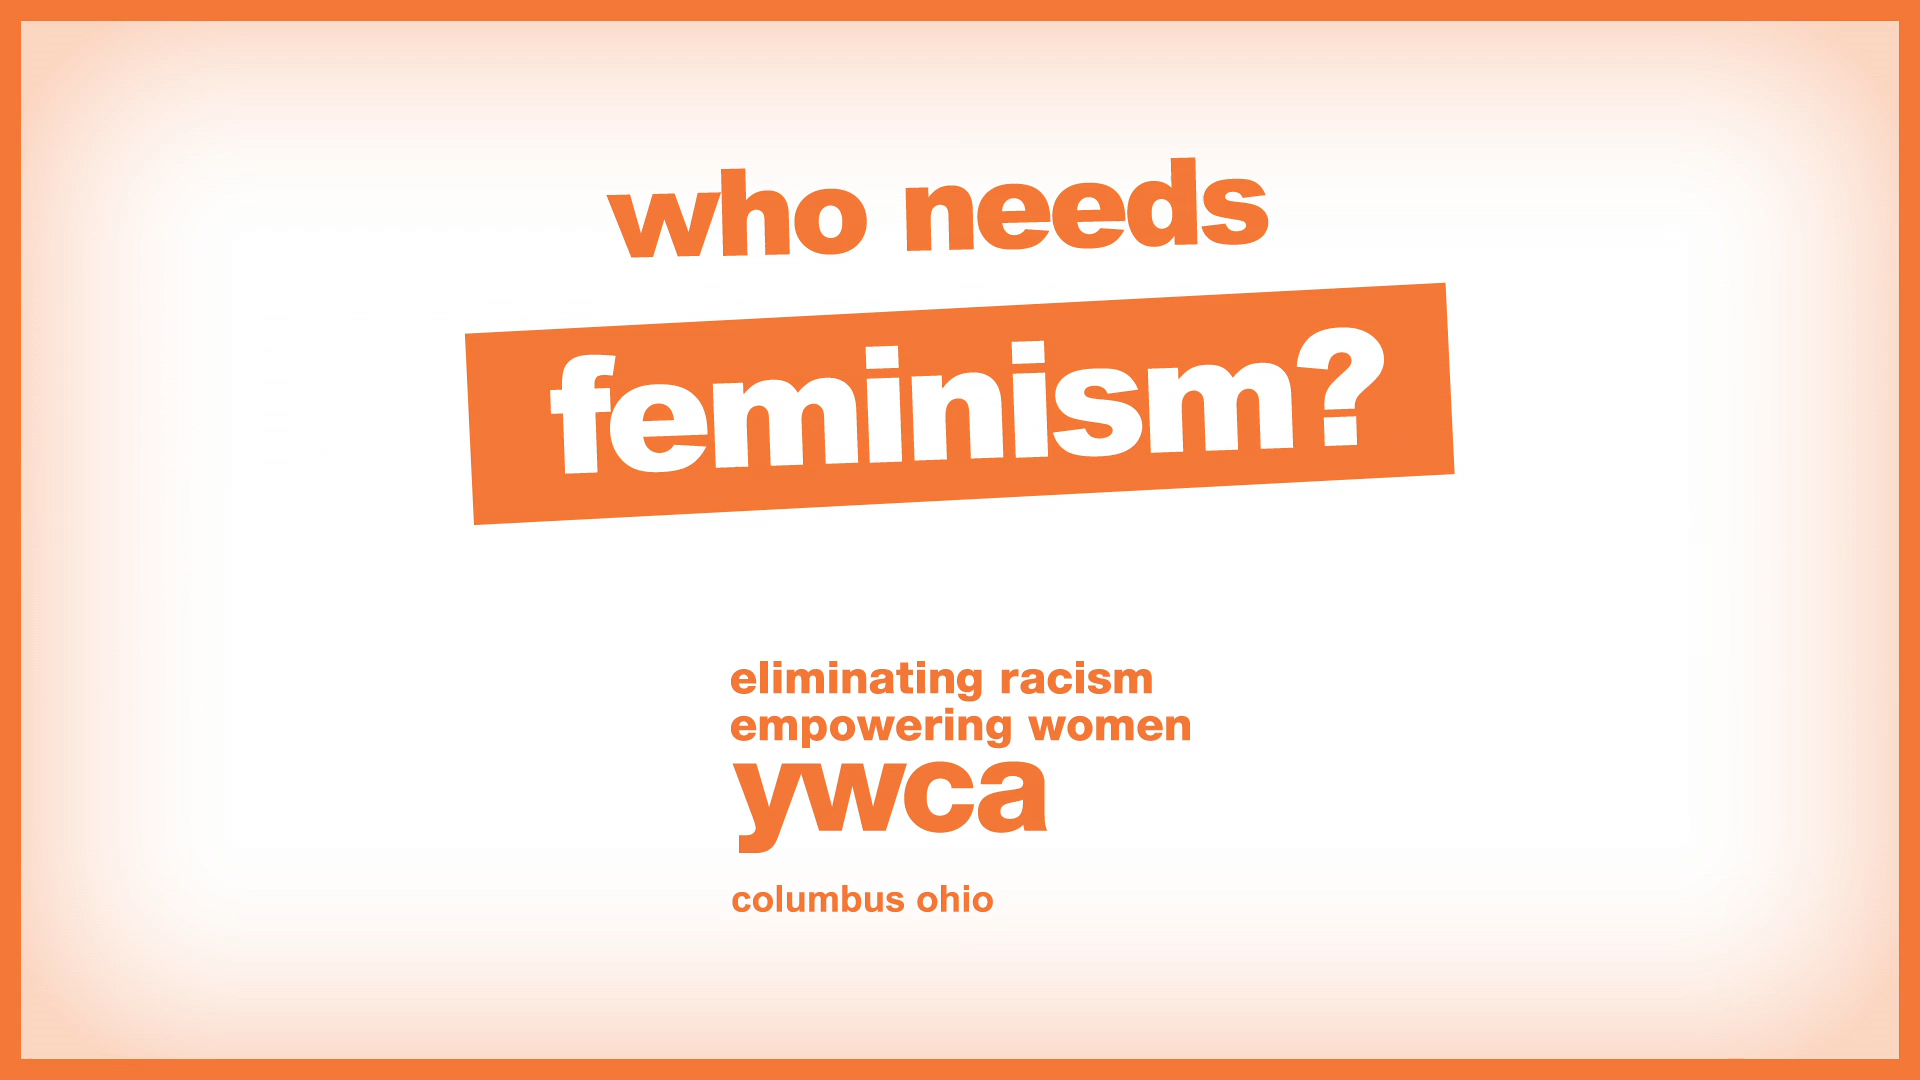 who needs
feminism?
eliminating racism
empowering women
ywca
columbus ohio